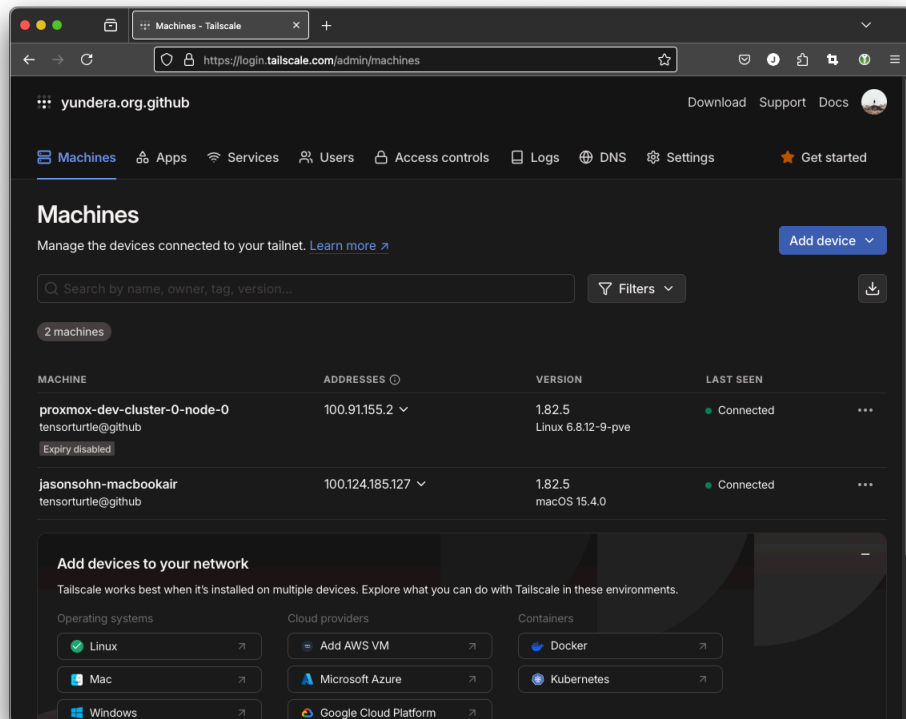 Machines - Tailscale
https://login.tailscale.com/admin/machines
J
yundera.org.github
Download Support Docs
Machines Apps Services Users Access controls Logs DNS Settings Get started
Machines
Manage the devices connected to your tailnet. Learn more ↗
Add device
Search by name, owner, tag, version...
Filters
2 machines
MACHINE ADDRESSES VERSION LAST SEEN
proxmox-dev-cluster-0-node-0 100.91.155.2 1.82.5 Connected
tensorturtle@github Linux 6.8.12-9-pve
Expiry disabled
jasonsohn-macbookair 100.124.185.127 1.82.5 Connected
tensorturtle@github macOS 15.4.0
Add devices to your network
Tailscale works best when it's installed on multiple devices. Explore what you can do with Tailscale in these environments.
Operating systems Cloud providers Containers
Linux Add AWS VM Docker
Mac Microsoft Azure Kubernetes
Windows Google Cloud Platform